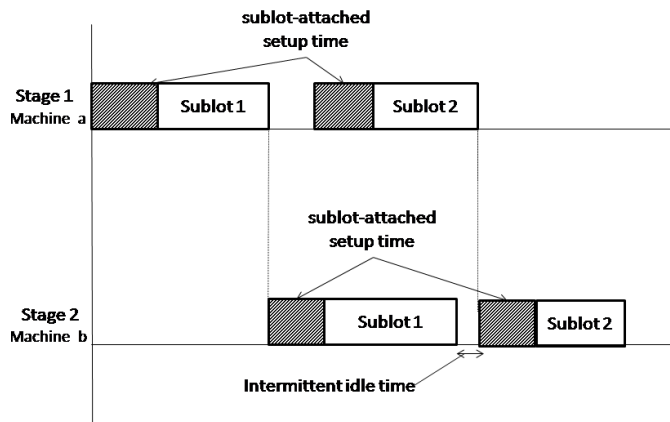 sublot-attached
setup time
Stage 1
Machine a
Sublot 1
Sublot 2
sublot-attached
setup time
Stage 2
Machine b
Sublot 1
Sublot 2
Intermittent idle time